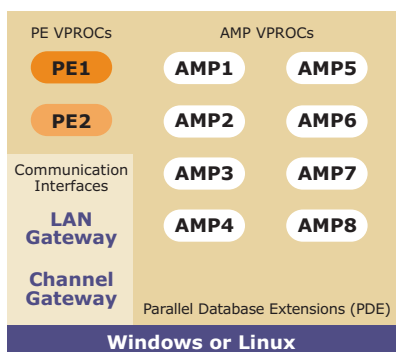 PE VPROCs
AMP VPROCs
PE1
AMP1
AMP5
PE2
AMP2
AMP6
Communication
Interfaces
AMP3
AMP7
LAN
Gateway
AMP4
AMP8
Channel
Gateway
Parallel Database Extensions (PDE)
Windows or Linux